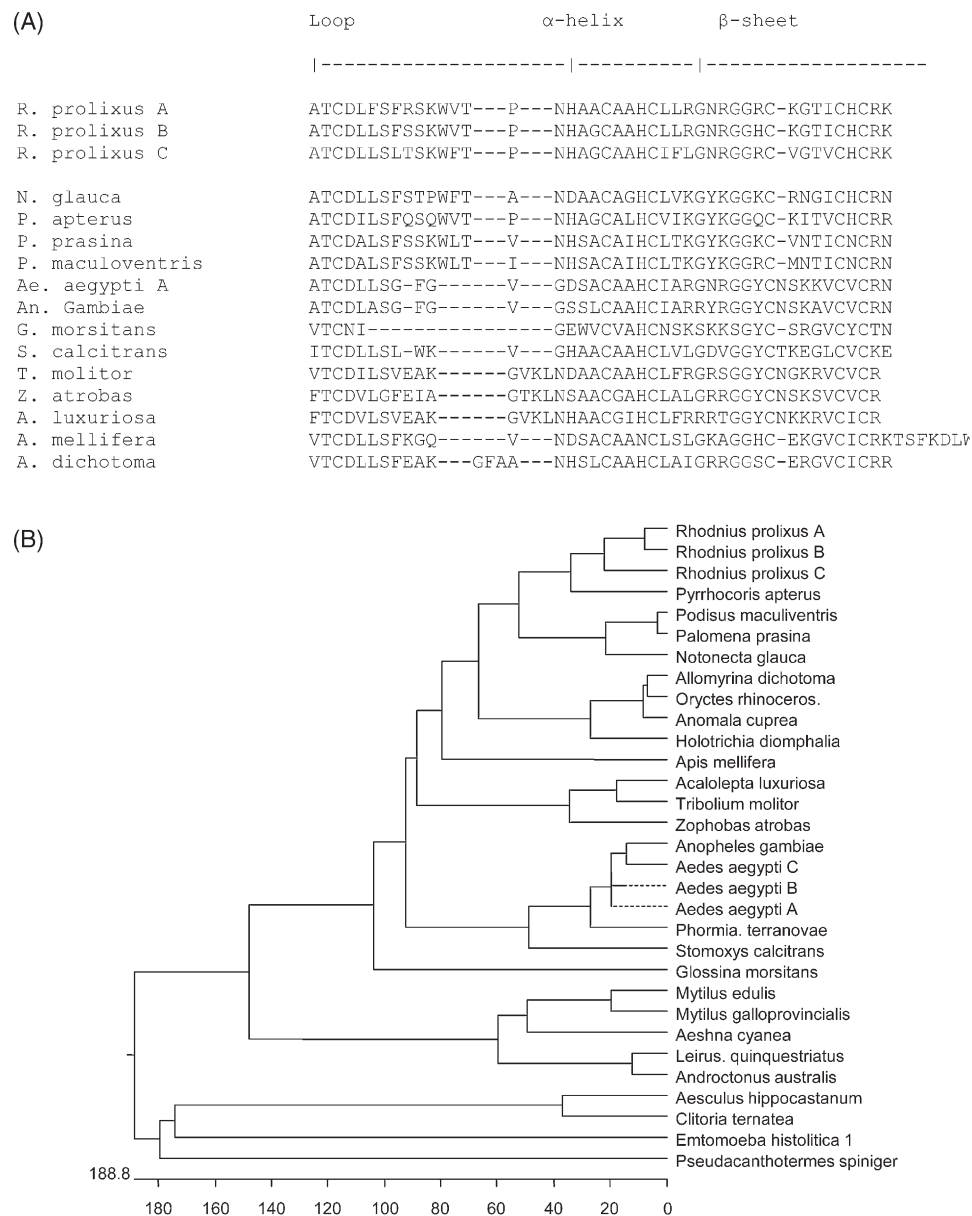 (A) Loop α-helix β-sheet
|-----------------------|-----------|---------------------
R. prolixus A ATCDLFSFRSKWVT---P---NHAACAAHCLLRGNRGGRC-KGTICHCRK
R. prolixus B ATCDLFSFSSKWVT---P---NHAGCAAHCLLRGNRGGHC-KGTICHCRK
R. prolixus C ATCDLLSLTSKWFT---P---NHAGCAAHCIFLGNRGGRC-VGTVCHCRK
N. glauca ATCDLLSFSTPWFT---A---NDAACAGHCLVKGYKGGKC-RNGICHCRN
P. apterus ATCDILSFQSQWVT---P---NHAGCALHCVIKGYKGGQC-KITVCHCRR
P. prasina ATCDALSFSSKWLT---V---NHSACAIHCLTKGYKGGRC-VNTICNCRN
P. maculoventris ATCDALSFSSKWLT---I---NHSACAIHCLTKGYKGGRC-MNTICNCRN
Ae. aegypti A ATCDLLASG-FG------V---GDSACAAHCIARGNRGGYCNSKKVCVCRN
An. Gambiae ATCDLASG-FG------V---GSSLCAAHCIARRYRGGYCNSKAVCVCRN
G. morsitans VTCNI----------------GEWVCVAHCNSKSKKSGYC-SRGVCYCTN
S. calcitrans ITCDLLSL-WK------V---GHAACAAHCLVLGDVGGYCTKEGLCVCKE
T. molitor VTCDILSVEAK------GVKLNDAACAAHCLFRGRSGGYCNGKRVCVCR
Z. atrobas FTCDVLGFEIA------GTKLNSAACGAHCLALGRRGGYCNSKSVCVCR
A. luxuriosa FTCDVLSVEAK------GVKLNHAACGIHCLFRRRTGGYCNKKRVCICR
A. mellifera VTCDLLSFKGQ------V---NDSACAANCLSLGKAGGHC-EKGVCICRKTSFKDLW
A. dichotoma VTCDLLSFEAK---GFAA---NHSLCAAHCLAIGRRGGSC-ERGVCICRR
(B)
Rhodnius prolixus A
Rhodnius prolixus B
Rhodnius prolixus C
Pyrrhocoris apterus
Podisus maculiventris
Palomena prasina
Notonecta glauca
Allomyrina dichotoma
Oryctes rhinoceros.
Anomala cuprea
Holotrichia diomphalia
Apis mellifera
Acalolepta luxuriosa
Tribolium molitor
Zophobas atrobas
Anopheles gambiae
Aedes aegypti C
Aedes aegypti B
Aedes aegypti A
Phormia. terranovae
Stomoxys calcitrans
Glossina morsitans
Mytilus edulis
Mytilus galloprovincialis
Aeshna cyanea
Leirus. quinquestriatus
Androctonus australis
Aesculus hippocastanum
Clitoria ternatea
Emtomoeba histolitica 1
Pseudacanthotermes spiniger
188.8
180 160 140 120 100 80 60 40 20 0